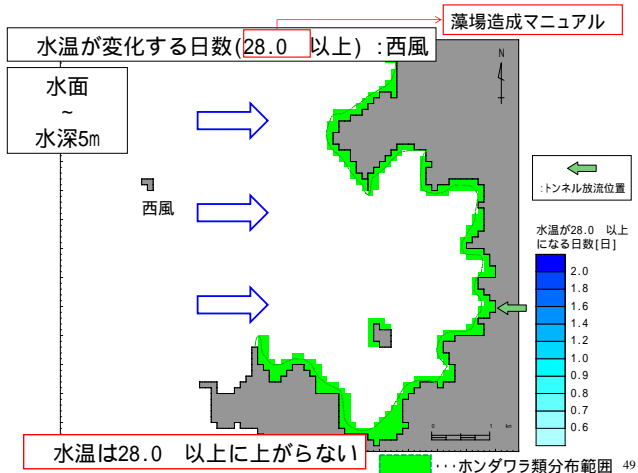 藻場造成マニュアル
水温が変化する日数(28.0 以上) :西風
水面
～
水深5m
N
西風
:トンネル放流位置
水温が28.0 以上
になる日数[日]
2.0
1.8
1.6
1.4
1.2
1.0
0.9
0.8
0.7
0.6
0 1 km
水温は28.0 以上に上がらない
･･･ホンダワラ類分布範囲 49